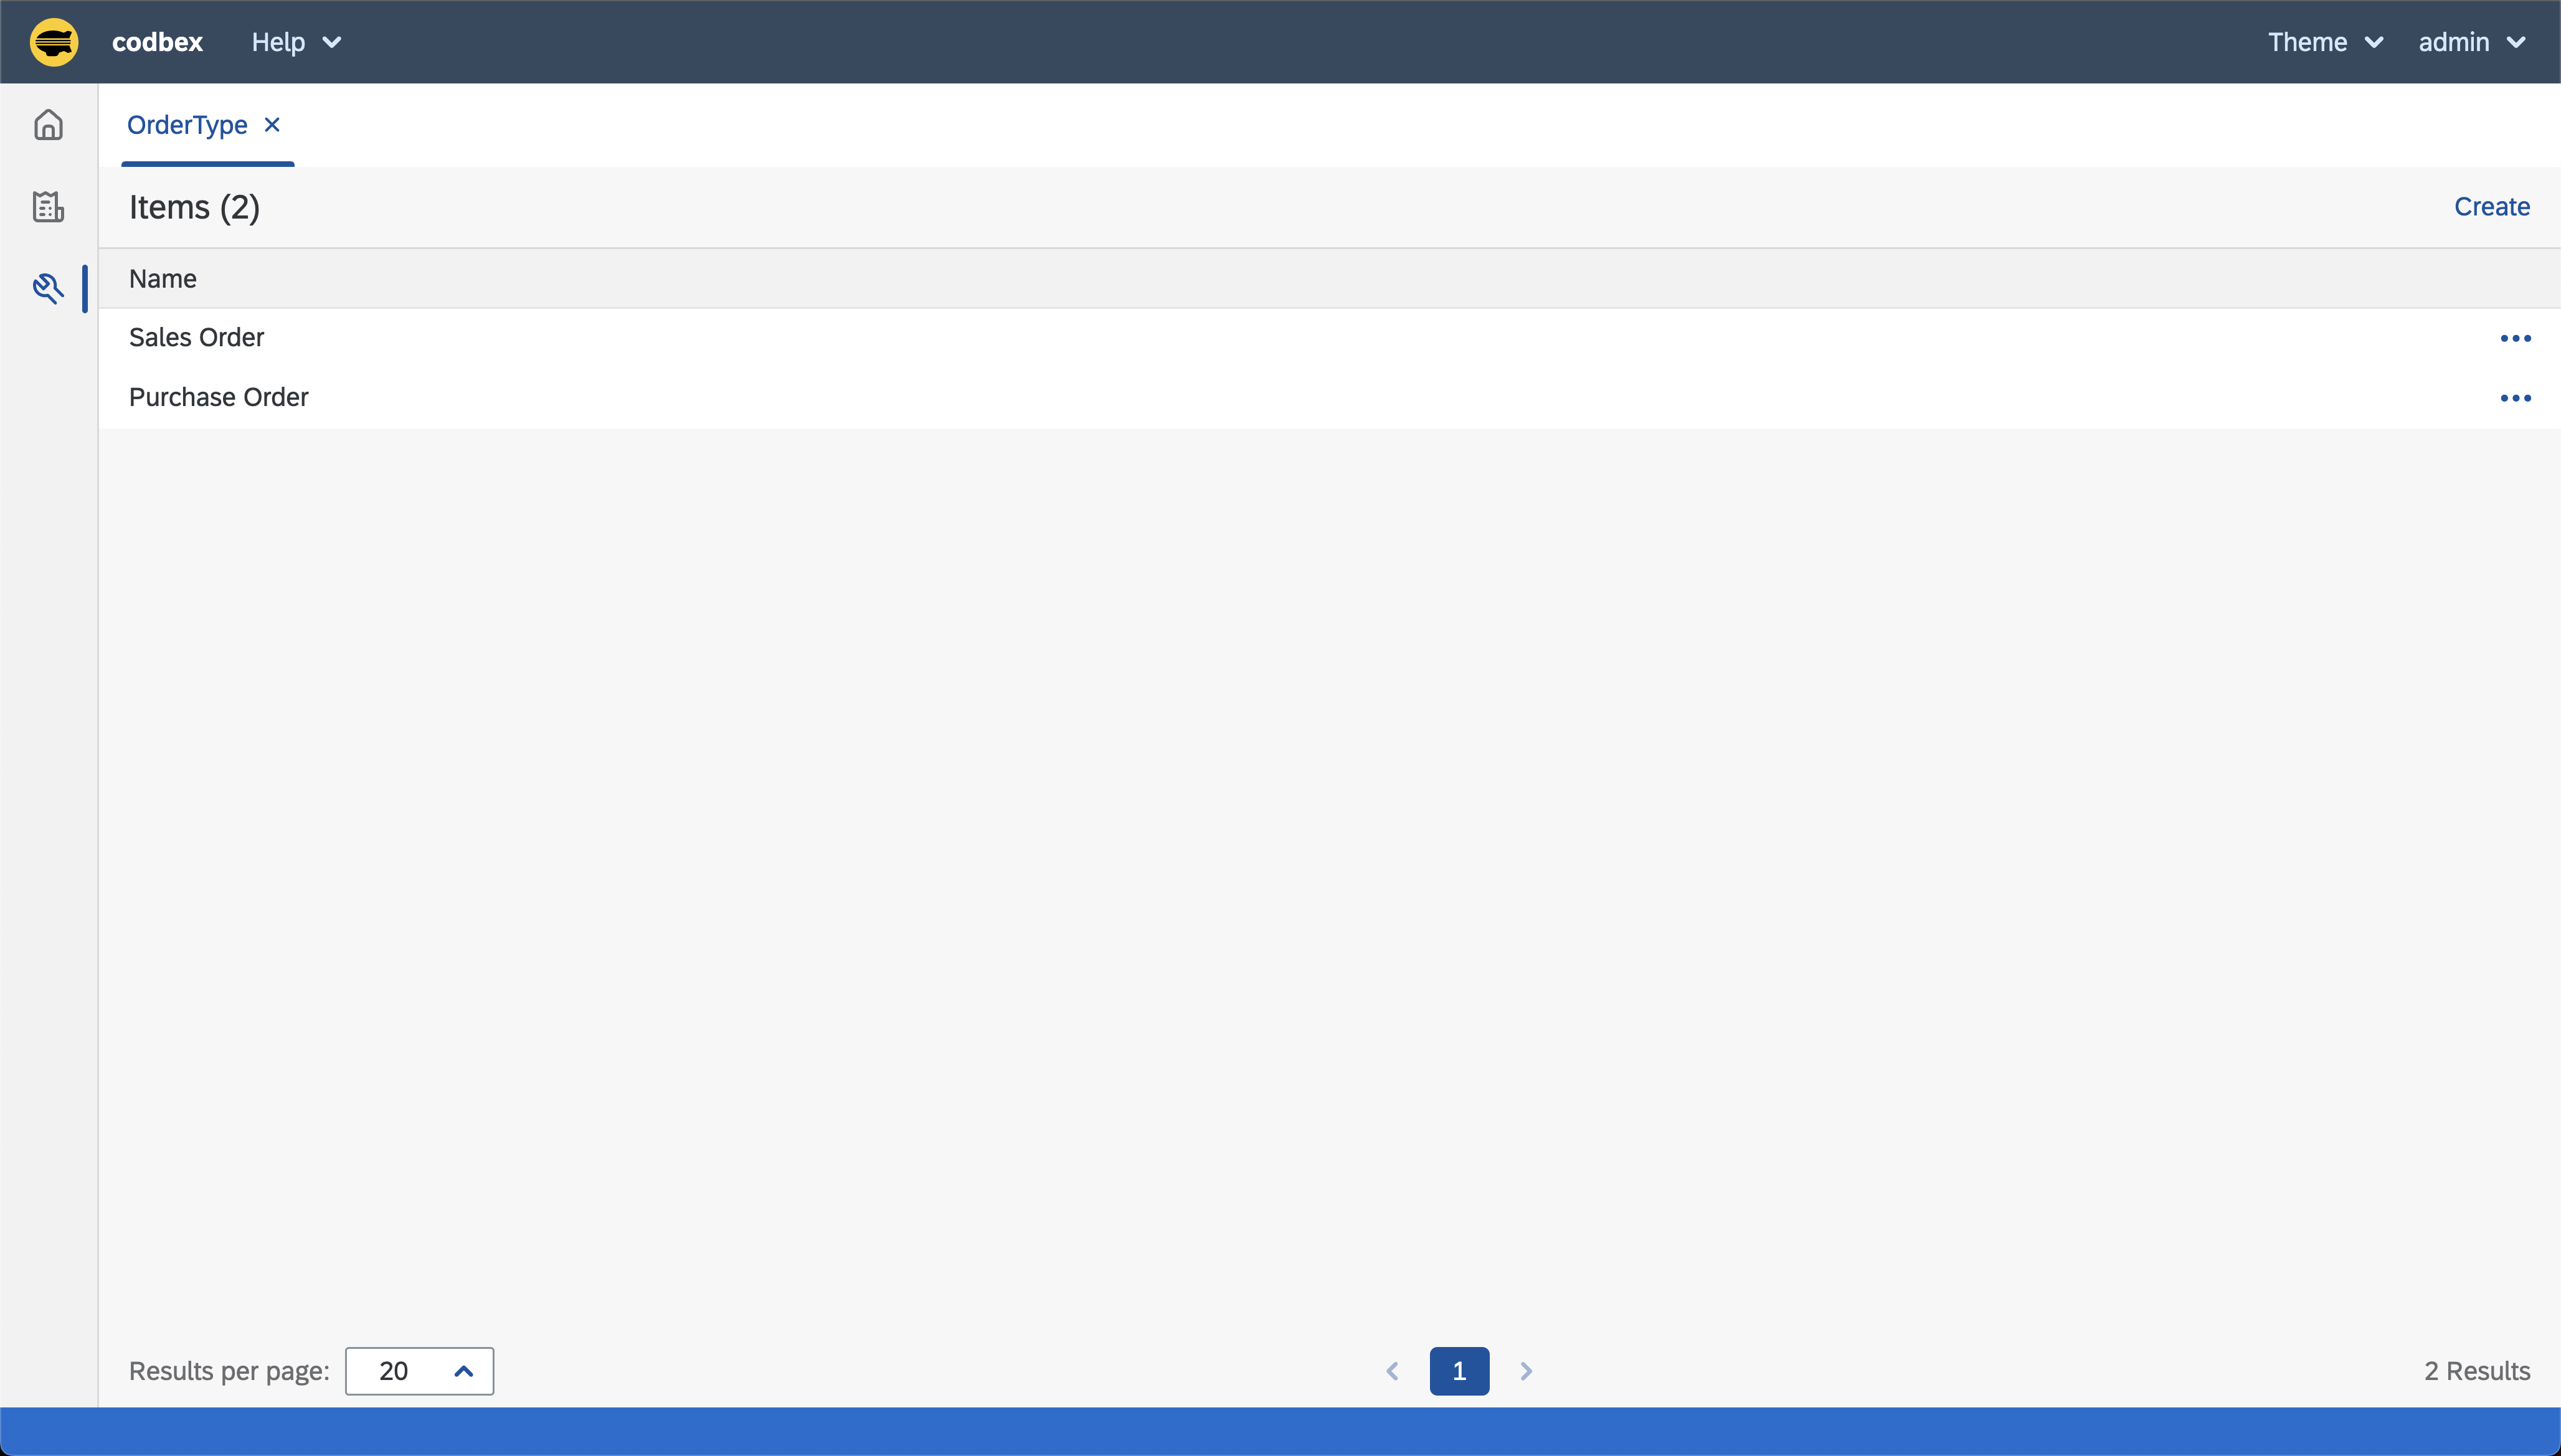 codbex Help Theme admin
OrderType
Items (2) Create
Name
Sales Order
Purchase Order
Results per page: 20 1 2 Results